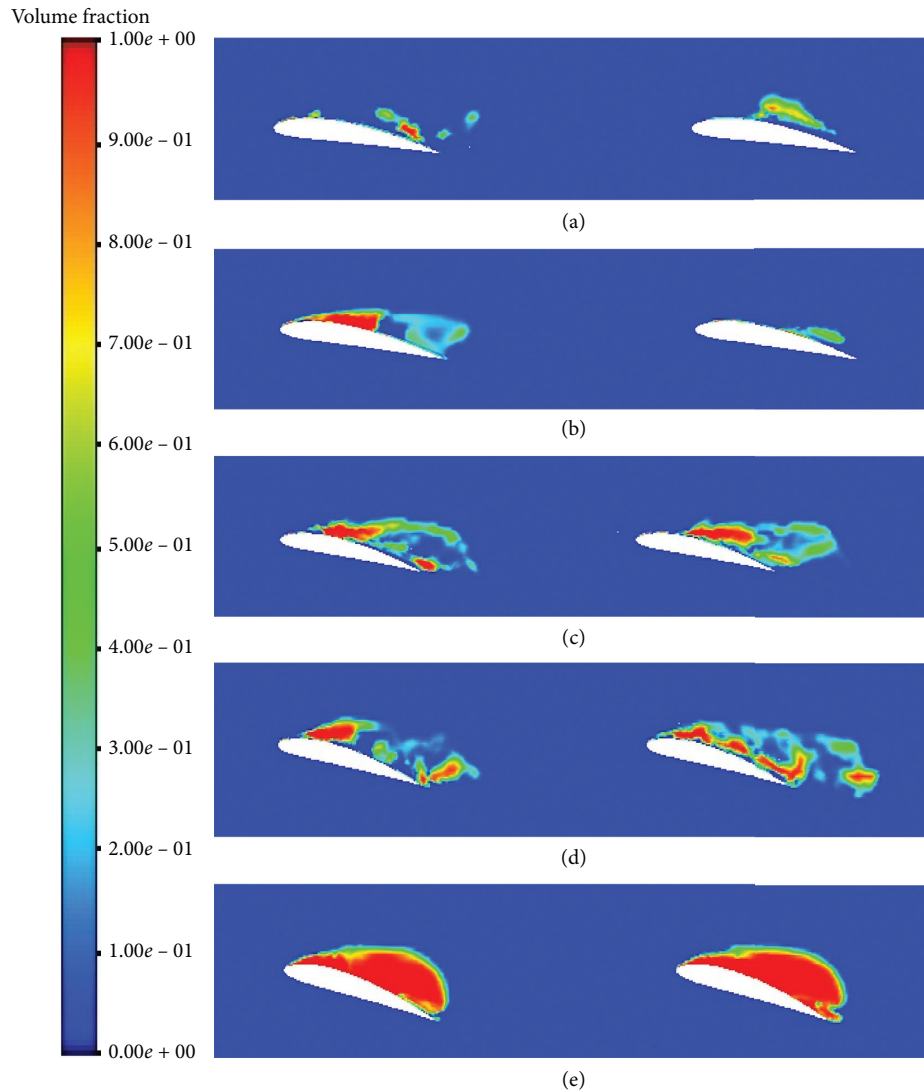 Volume fraction
1.00e + 00
9.00e – 01
8.00e – 01
7.00e – 01
6.00e – 01
5.00e – 01
4.00e – 01
3.00e – 01
2.00e – 01
1.00e – 01
0.00e + 00
(a)
(b)
(c)
(d)
(e)